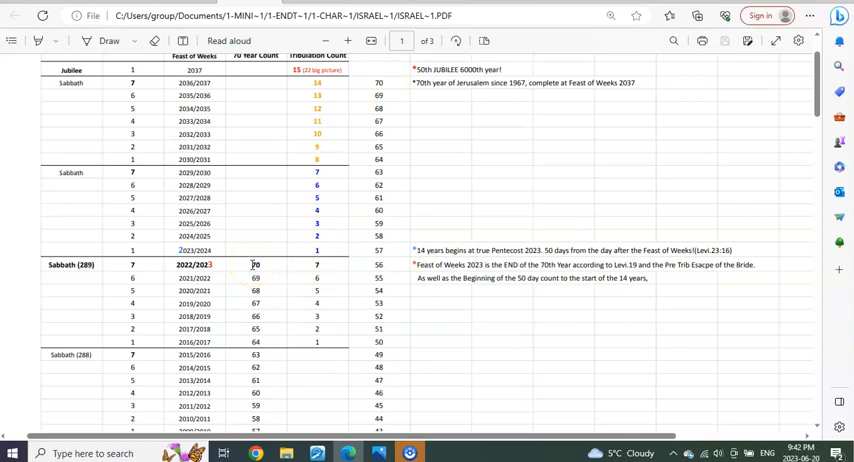 File
C:/Users/group/Documents/1-MINI~1/1-ENDT~1/1-CHAR~1/ISRAEL~1/ISRAEL~1.PDF
Sign in
Draw
Read aloud
1
of 3
Feast of Weeks 70 Year Count Tribulation Count
Jubilee 1 2037 15 (22 big picture) *50th JUBILEE 6000th year!
Sabbath 7 2036/2037 14 70 *70th year of Jerusalem since 1967, complete at Feast of Weeks 2037
6 2035/2036 13 69
5 2034/2035 12 68
4 2033/2034 11 67
3 2032/2033 10 66
2 2031/2032 9 65
1 2030/2031 8 64
Sabbath 7 2029/2030 7 63
6 2028/2029 6 62
5 2027/2028 5 61
4 2026/2027 4 60
3 2025/2026 3 59
2 2024/2025 2 58
1 2023/2024 1 57 *14 years begins at true Pentecost 2023. 50 days from the day after the Feast of Weeks!(Levi.23:16)
Sabbath (289) 7 2022/2023 70 7 56 *Feast of Weeks 2023 is the END of the 70th Year according to Levi.19 and the Pre Trib Esacpe of the Bride.
6 2021/2022 69 6 55 As well as the Beginning of the 50 day count to the start of the 14 years,
5 2020/2021 68 5 54
4 2019/2020 67 4 53
3 2018/2019 66 3 52
2 2017/2018 65 2 51
1 2016/2017 64 1 50
Sabbath (288) 7 2015/2016 63 49
6 2014/2015 62 48
5 2013/2014 61 47
4 2012/2013 60 46
3 2011/2012 59 45
2 2010/2011 58 44
Type here to search
5°C Cloudy
ENG
9:42 PM
2023-06-20
2